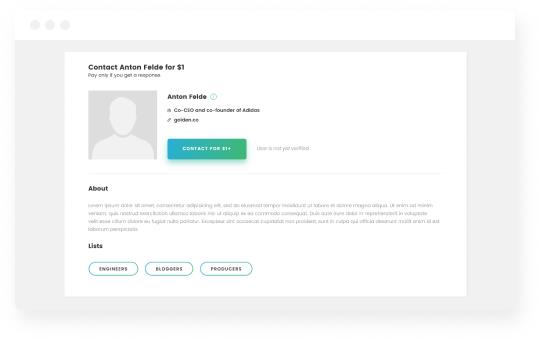 Contact Anton Felde for $1
Pay only if you get a response.
Anton Felde
Co-CEO and co-founder of Adidas
golden.co
CONTACT FOR $1+
User is not yet verified
About
Lorem ipsum dolor sit amet, consectetur adipiscing elit, sed do eiusmod tempor incididunt ut labore et dolore magna aliqua. Ut enim ad minim
veniam, quis nostrud exercitation ullamco laboris nisi ut aliquip ex ea commodo consequat. Duis aute irure dolor in reprehenderit in voluptate
velit esse cillum dolore eu fugiat nulla pariatur. Excepteur sint occaecat cupidatat non proident, sunt in culpa qui officia deserunt mollit anim id est
laborum perspiciatis.
Lists
ENGINEERS
BLOGGERS
PRODUCERS